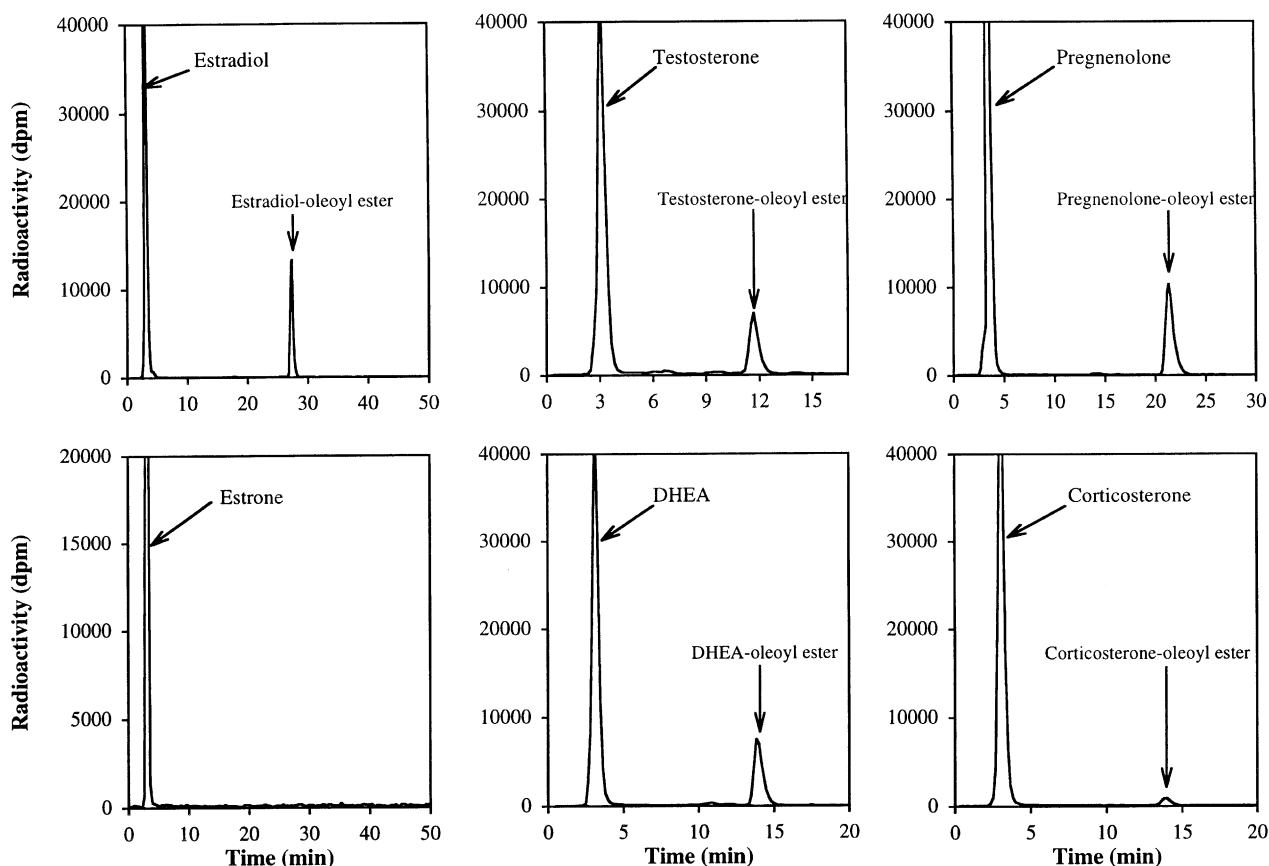 Radioactivity (dpm)
40000
30000
20000
10000
0
Estradiol
Estradiol-oleoyl ester
0 10 20 30 40 50
40000
30000
20000
10000
0
Testosterone
Testosterone-oleoyl ester
0 3 6 9 12 15
40000
30000
20000
10000
0
Pregnenolone
Pregnenolone-oleoyl ester
0 5 10 15 20 25 30
Radioactivity (dpm)
20000
15000
10000
5000
0
Estrone
0 10 20 30 40 50
Time (min)
40000
30000
20000
10000
0
DHEA
DHEA-oleoyl ester
0 5 10 15 20
Time (min)
40000
30000
20000
10000
0
Corticosterone
Corticosterone-oleoyl ester
0 5 10 15 20
Time (min)